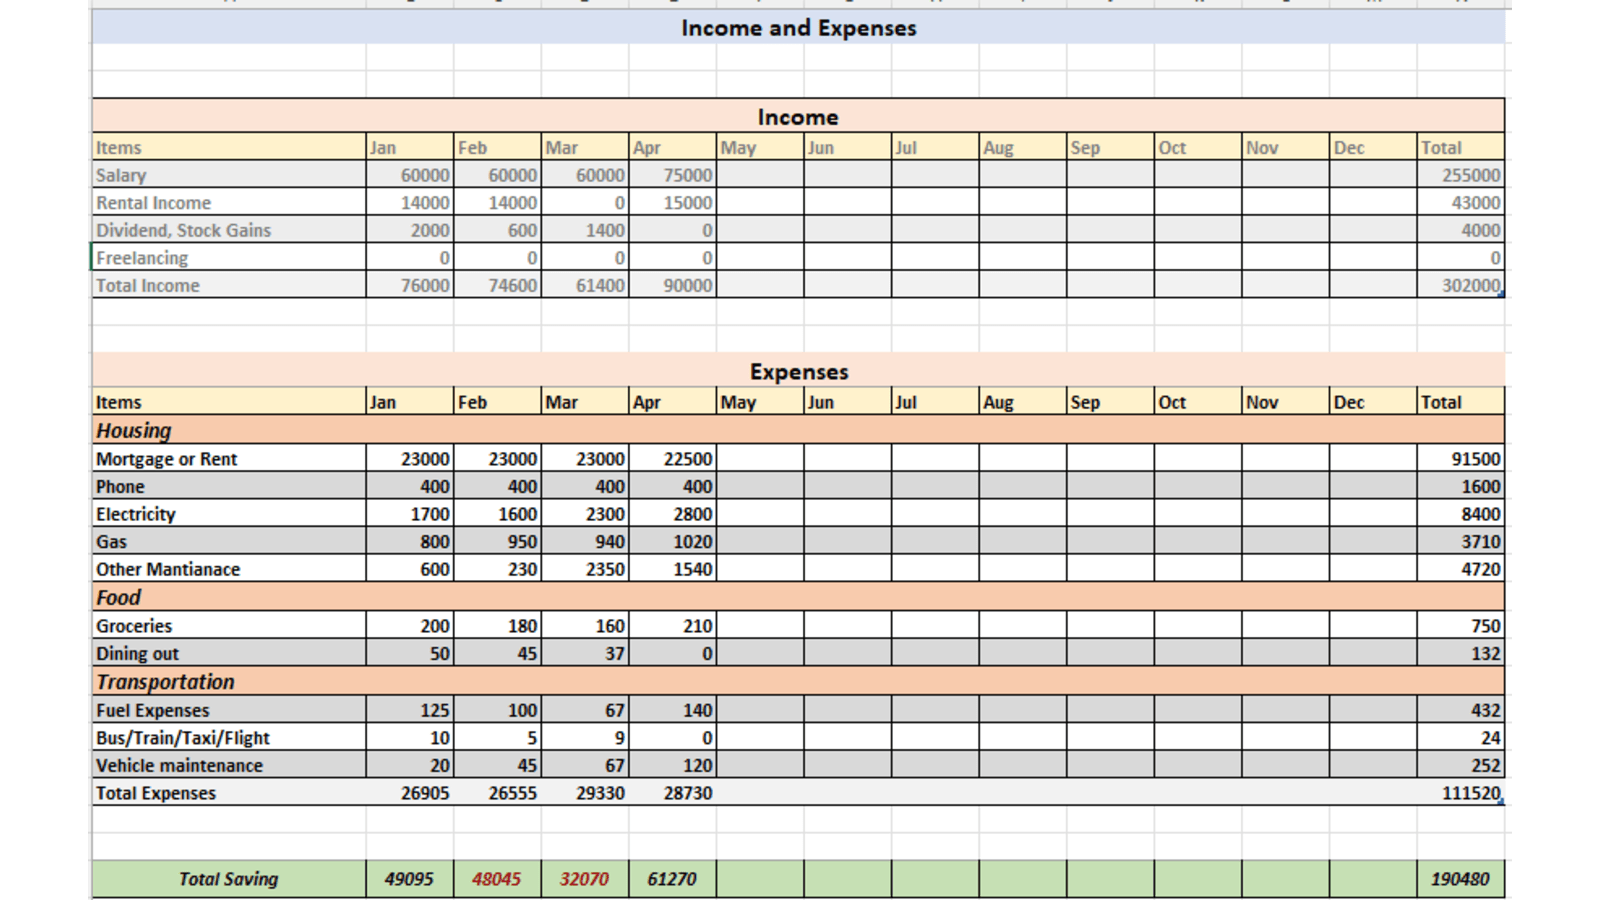 Income and Expenses
Income
Items Jan Feb Mar Apr May Jun Jul Aug Sep Oct Nov Dec Total
Salary 60000 60000 60000 75000 255000
Rental Income 14000 14000 0 15000 43000
Dividend, Stock Gains 2000 600 1400 0 4000
Freelancing 0 0 0 0 0
Total Income 76000 74600 61400 90000 302000
Expenses
Items Jan Feb Mar Apr May Jun Jul Aug Sep Oct Nov Dec Total
Housing
Mortgage or Rent 23000 23000 23000 22500 91500
Phone 400 400 400 400 1600
Electricity 1700 1600 2300 2800 8400
Gas 800 950 940 1020 3710
Other Mantianace 600 230 2350 1540 4720
Food
Groceries 200 180 160 210 750
Dining out 50 45 37 0 132
Transportation
Fuel Expenses 125 100 67 140 432
Bus/Train/Taxi/Flight 10 5 9 0 24
Vehicle maintenance 20 45 67 120 252
Total Expenses 26905 26555 29330 28730 111520
Total Saving 49095 48045 32070 61270 190480